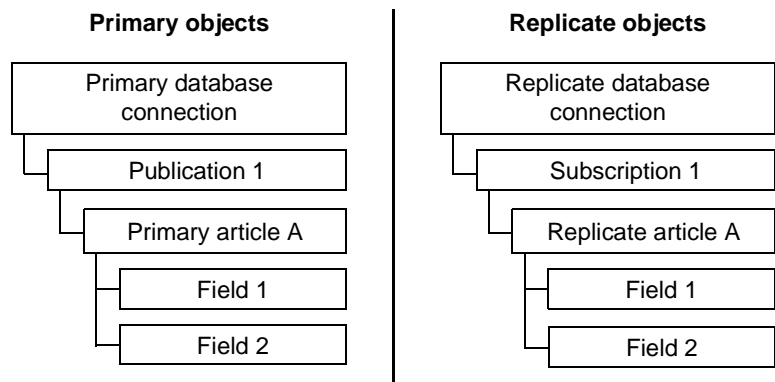 Primary objects
Primary database
connection
Publication 1
Primary article A
Field 1
Field 2
Replicate objects
Replicate database
connection
Subscription 1
Replicate article A
Field 1
Field 2